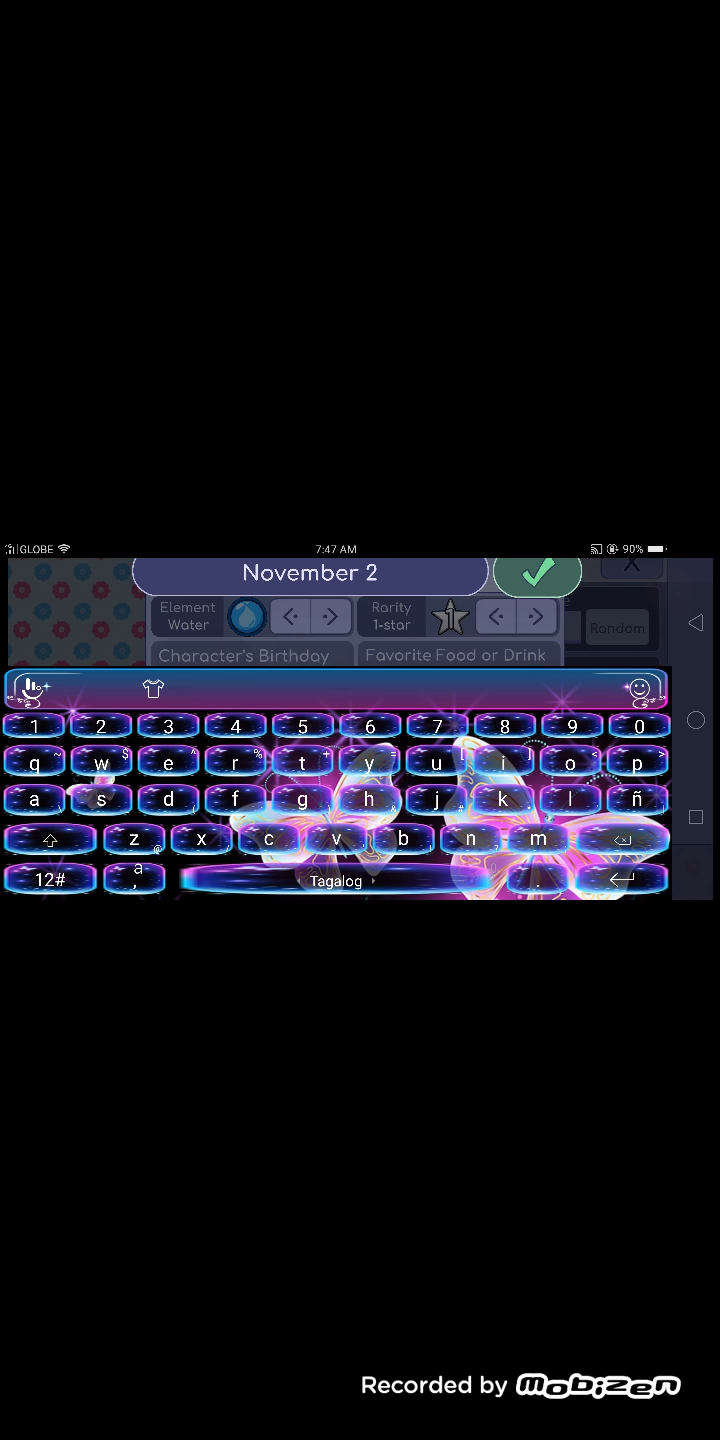 GLOBE 7:47 AM 90%
November 2
X
Element Water
Rarity 1-star
1
Random
Character's Birthday
Favorite Food or Drink
1 2 3 4 5 6 7 8 9 0
q w e r t y u i o p
a s d f g h j k l ñ
z x c v b n m
12# a , Tagalog .
Recorded by mobizen